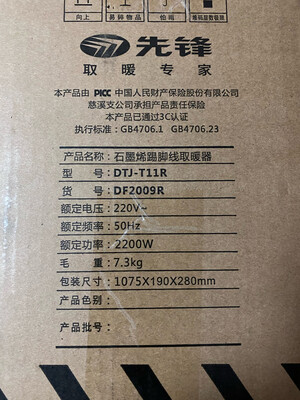 向上 易碎物品 怕雨 堆码层数极限
先锋
取暖专家
本产品由 PICC 中国人民财产保险股份有限公司
慈溪支公司承担产品责任保险
本产品已通过3C认证
执行标准：GB4706.1 GB4706.23
产品名称：石墨烯踢脚线取暖器
型号：DTJ-T11R
货号：DF2009R
额定电压：220V~
额定频率：50Hz
额定功率：2200W
毛重：7.3kg
包装尺寸：1075X190X280mm
产品色别：
产品批号：